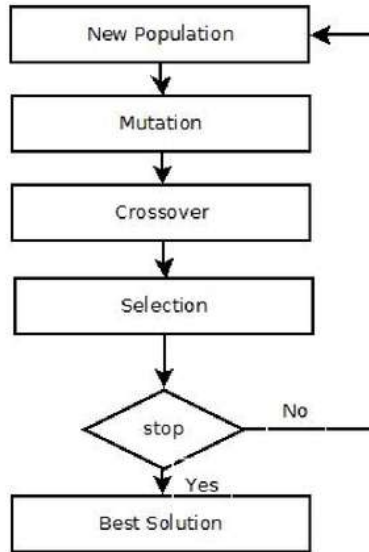 New Population
Mutation
Crossover
Selection
stop
No
Yes
Best Solution